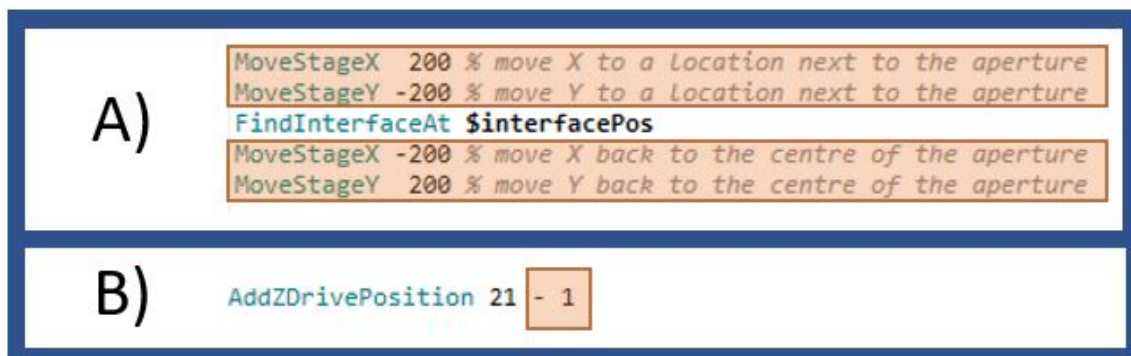 A)
MoveStageX  200 % move X to a location next to the aperture
MoveStageY -200 % move Y to a location next to the aperture
FindInterfaceAt $interfacePos
MoveStageX -200 % move X back to the centre of the aperture
MoveStageY  200 % move Y back to the centre of the aperture
B)
AddZDrivePosition 21 - 1